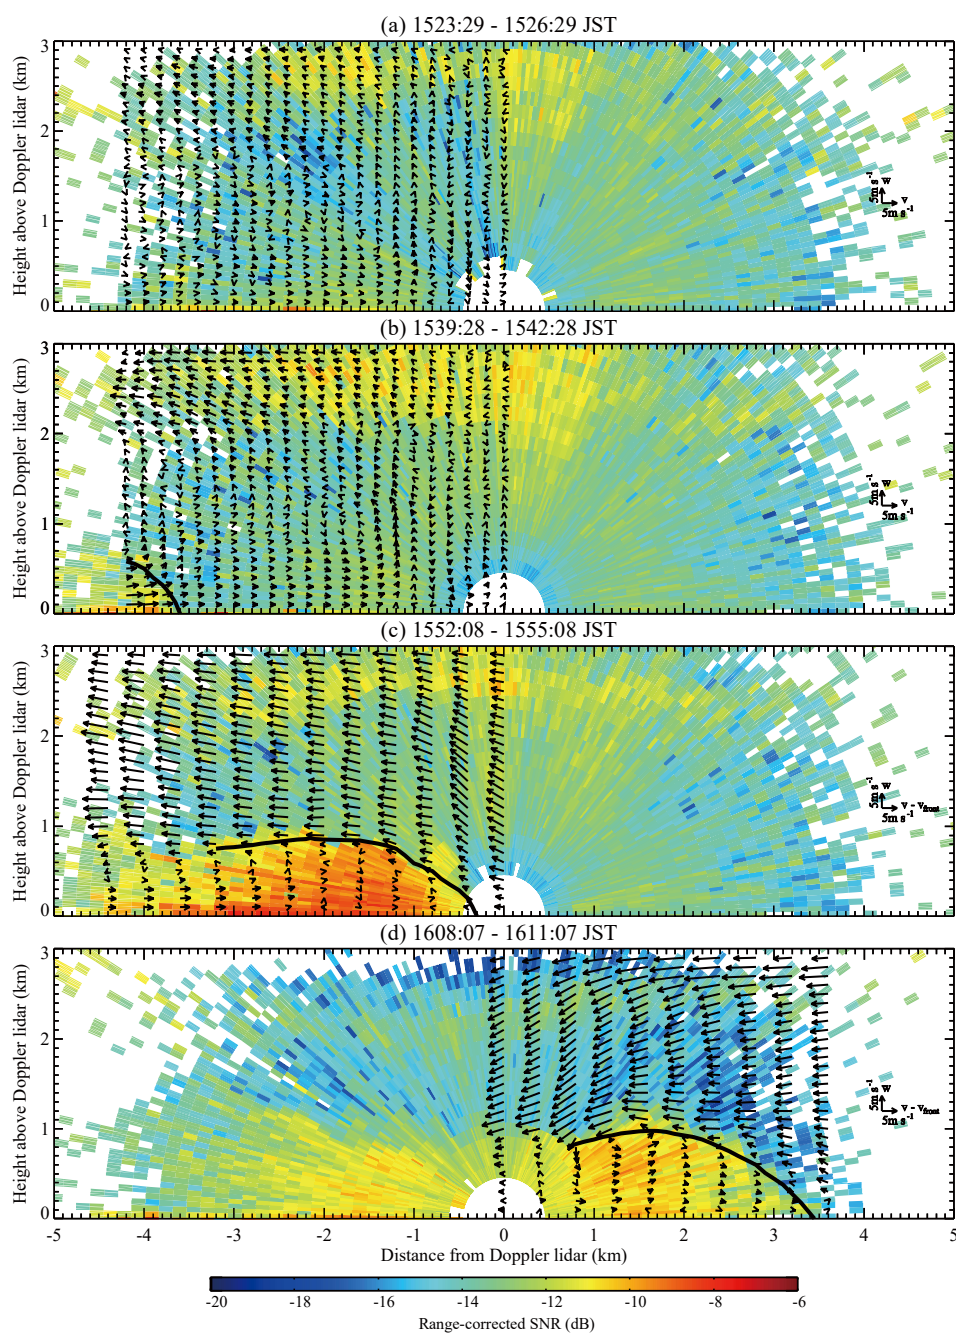 (a) 1523:29 - 1526:29 JST
Height above Doppler lidar (km)
3
2
1
0
5m s⁻¹ w
v
5m s⁻¹
(b) 1539:28 - 1542:28 JST
Height above Doppler lidar (km)
3
2
1
0
5m s⁻¹ w
v
5m s⁻¹
(c) 1552:08 - 1555:08 JST
Height above Doppler lidar (km)
3
2
1
0
5m s⁻¹ w
v - v_front
5m s⁻¹
(d) 1608:07 - 1611:07 JST
Height above Doppler lidar (km)
3
2
1
0
5m s⁻¹ w
v - v_front
5m s⁻¹
-5 -4 -3 -2 -1 0 1 2 3 4 5
Distance from Doppler lidar (km)
-20 -18 -16 -14 -12 -10 -8 -6
Range-corrected SNR (dB)